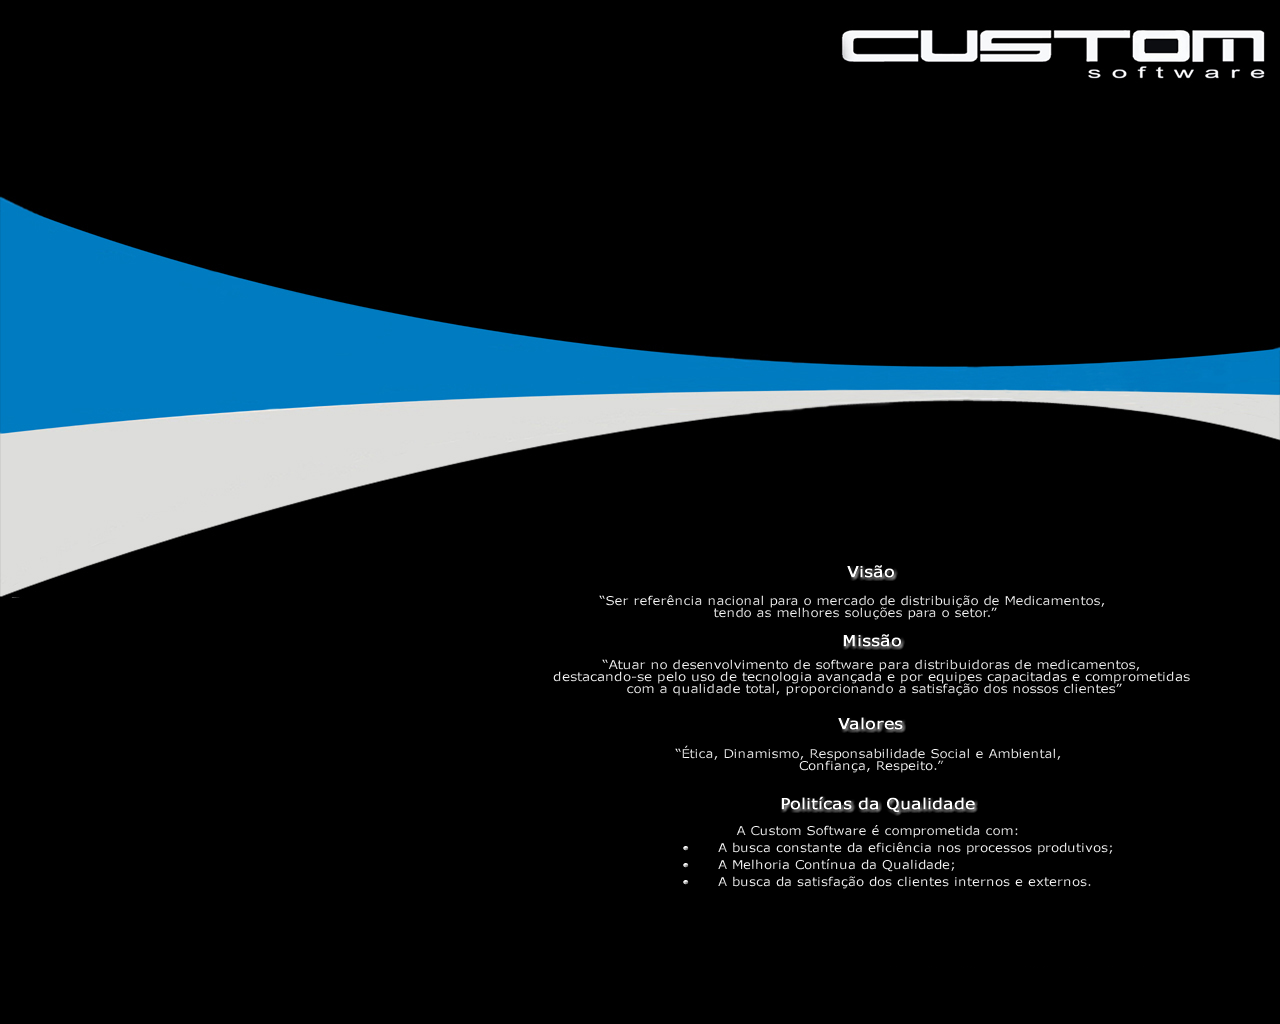 CUSTOM
software
Visão
“Ser referência nacional para o mercado de distribuição de Medicamentos,
tendo as melhores soluções para o setor.”
Missão
“Atuar no desenvolvimento de software para distribuidoras de medicamentos,
destacando-se pelo uso de tecnologia avançada e por equipes capacitadas e comprometidas
com a qualidade total, proporcionando a satisfação dos nossos clientes”
Valores
“Ética, Dinamismo, Responsabilidade Social e Ambiental,
Confiança, Respeito.”
Politícas da Qualidade
A Custom Software é comprometida com:
• A busca constante da eficiência nos processos produtivos;
• A Melhoria Contínua da Qualidade;
• A busca da satisfação dos clientes internos e externos.